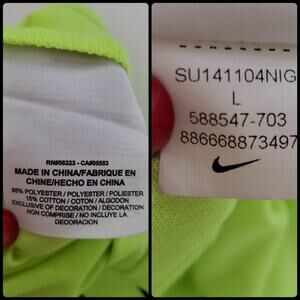 RN#56323 - CA#05553
MADE IN CHINA/FABRIQUE EN
CHINE/HECHO EN CHINA
85% POLYESTER / POLYESTER / POLIESTER
15% COTTON / COTON / ALGODON
EXCLUSIVE OF DECORATION / DECORATION
NON COMPRISE / NO INCLUYE LA
DECORACION
SU141104NIG
L
588547-703
886668873497